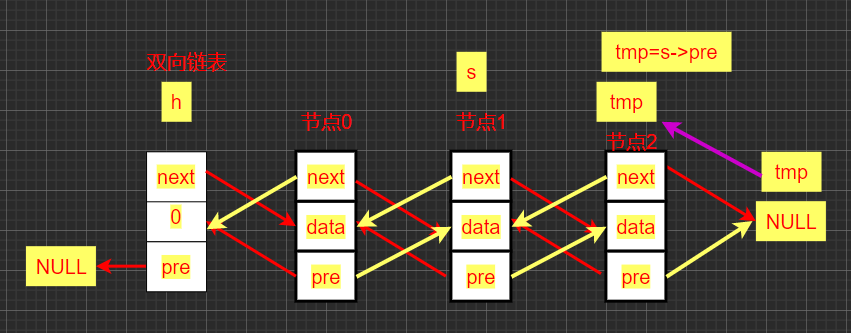 双向链表
tmp=s->pre
h
s
tmp
节点0
节点1
节点2
tmp
next
next
next
next
0
data
data
data
NULL
NULL
pre
pre
pre
pre